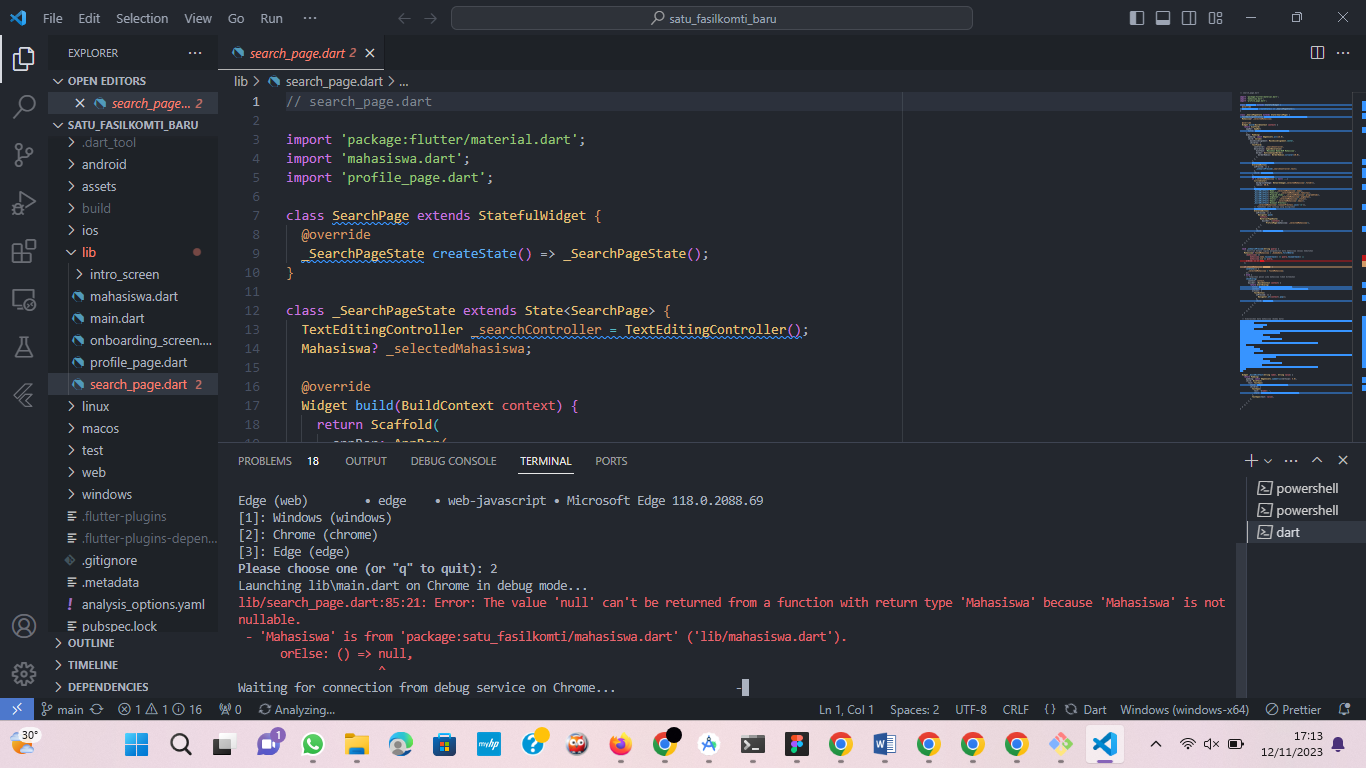 File Edit Selection View Go Run ...
satu_fasilkomti_baru
EXPLORER ...
OPEN EDITORS
search_page... 2
SATU_FASILKOMTI_BARU
.dart_tool
android
assets
build
ios
lib
intro_screen
mahasiswa.dart
main.dart
onboarding_screen....
profile_page.dart
search_page.dart 2
linux
macos
test
web
windows
.flutter-plugins
.flutter-plugins-depen...
.gitignore
.metadata
analysis_options.yaml
pubspec.lock
OUTLINE
TIMELINE
DEPENDENCIES
search_page.dart 2
lib > search_page.dart > ...
1 // search_page.dart
2
3 import 'package:flutter/material.dart';
4 import 'mahasiswa.dart';
5 import 'profile_page.dart';
6
7 class SearchPage extends StatefulWidget {
8 @override
9 _SearchPageState createState() => _SearchPageState();
10 }
11
12 class _SearchPageState extends State<SearchPage> {
13 TextEditingController _searchController = TextEditingController();
14 Mahasiswa? _selectedMahasiswa;
15
16 @override
17 Widget build(BuildContext context) {
18 return Scaffold(
PROBLEMS 18 OUTPUT DEBUG CONSOLE TERMINAL PORTS
Edge (web) • edge • web-javascript • Microsoft Edge 118.0.2088.69
[1]: Windows (windows)
[2]: Chrome (chrome)
[3]: Edge (edge)
Please choose one (or "q" to quit): 2
Launching lib\main.dart on Chrome in debug mode...
lib/search_page.dart:85:21: Error: The value 'null' can't be returned from a function with return type 'Mahasiswa' because 'Mahasiswa' is not
nullable.
- 'Mahasiswa' is from 'package:satu_fasilkomti/mahasiswa.dart' ('lib/mahasiswa.dart').
orElse: () => null,
^
Waiting for connection from debug service on Chrome... -
powershell
powershell
dart
main 1 1 16 0 Analyzing... Ln 1, Col 1 Spaces: 2 UTF-8 CRLF {} Dart Windows (windows-x64) Prettier
30°
1
myhp
17:13
12/11/2023